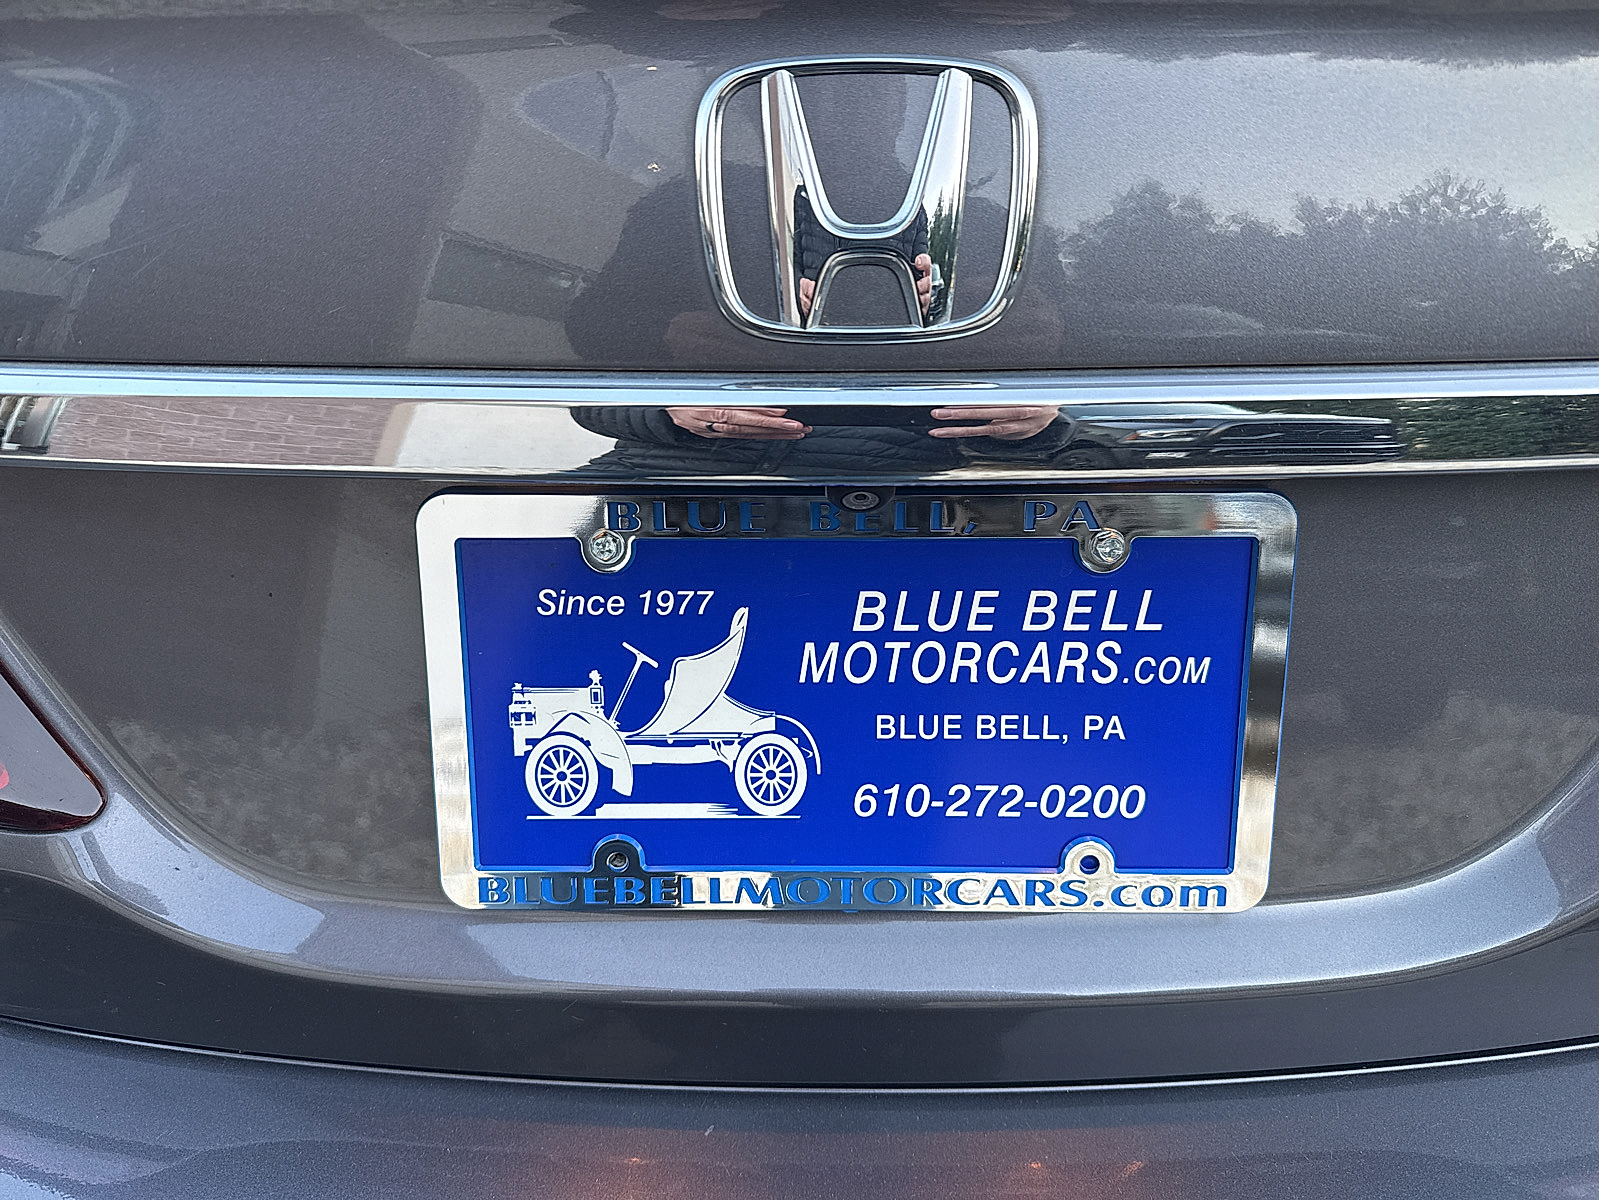 BLUE BELL, PA
Since 1977
BLUE BELL
MOTORCARS.COM
BLUE BELL, PA
610-272-0200
BLUEBELLMOTORCARS.com